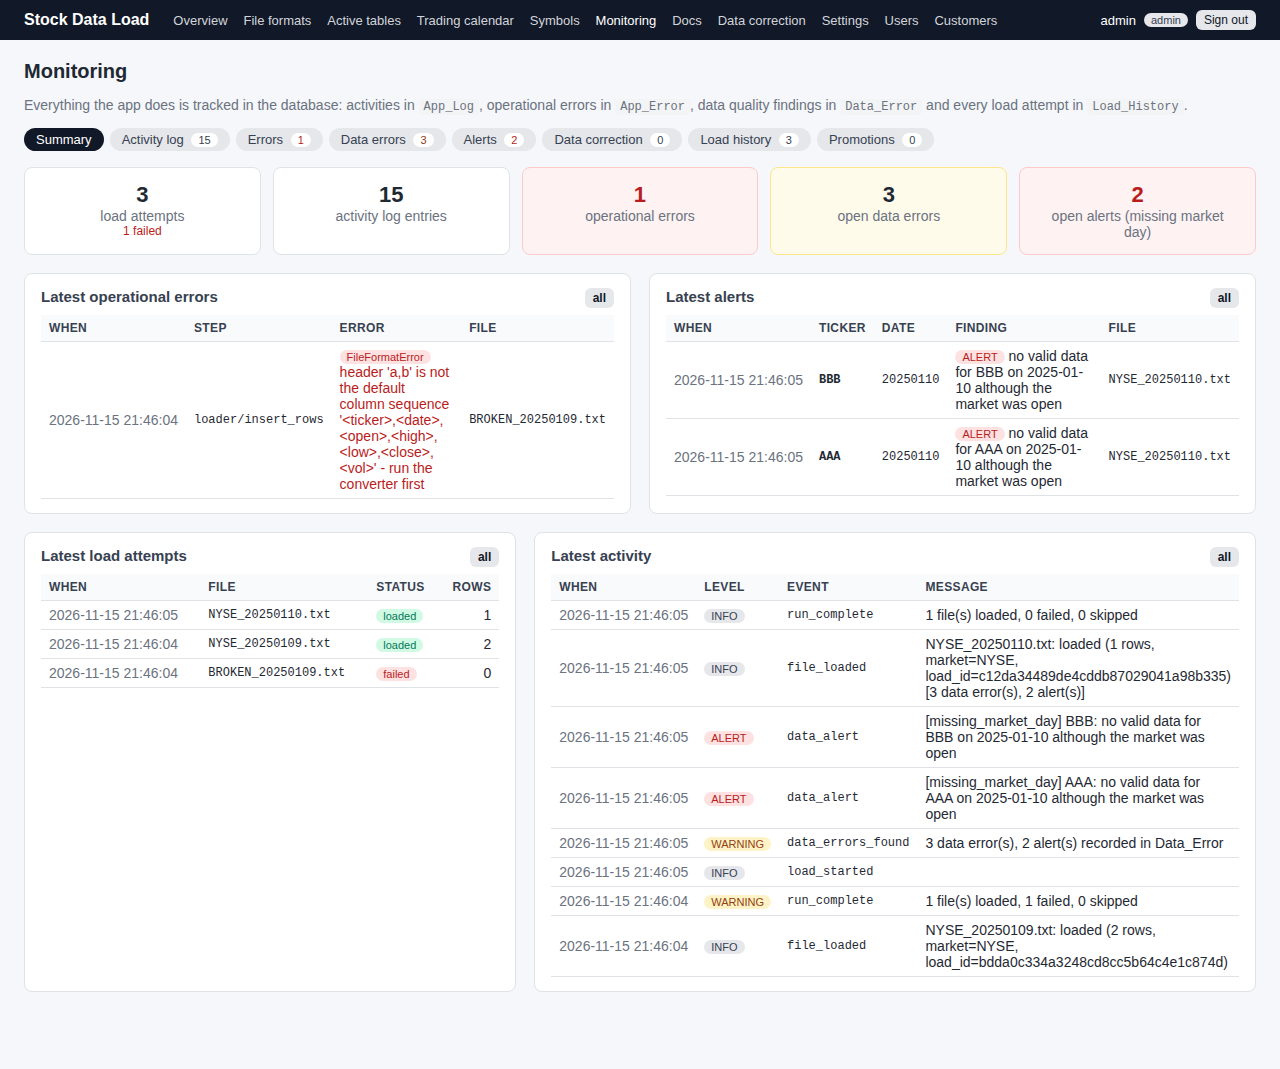 Stock Data Load Overview File formats Active tables Trading calendar Symbols Monitoring Docs Data correction Settings Users Customers admin admin Sign out
Monitoring
Everything the app does is tracked in the database: activities in App_Log , operational errors in App_Error , data quality findings in Data_Error and every load attempt in Load_History .
Summary Activity log 15 Errors 1 Data errors 3 Alerts 2 Data correction 0 Load history 3 Promotions 0
3
load attempts
1 failed
15
activity log entries
1
operational errors
3
open data errors
2
open alerts (missing market
day)
Latest operational errors all
WHEN STEP ERROR FILE
2026-11-15 21:46:04 loader/insert_rows FileFormatError
header 'a,b' is not
the default
column sequence
'<ticker>,<date>,
<open>,<high>,
<low>,<close>,
<vol>' - run the
converter first
BROKEN_20250109.txt
Latest alerts all
WHEN TICKER DATE FINDING FILE
2026-11-15 21:46:05 BBB 20250110 ALERT no valid data
for BBB on 2025-01-
10 although the
market was open
NYSE_20250110.txt
2026-11-15 21:46:05 AAA 20250110 ALERT no valid data
for AAA on 2025-01-
10 although the
market was open
NYSE_20250110.txt
Latest load attempts all
WHEN FILE STATUS ROWS
2026-11-15 21:46:05 NYSE_20250110.txt loaded 1
2026-11-15 21:46:04 NYSE_20250109.txt loaded 2
2026-11-15 21:46:04 BROKEN_20250109.txt failed 0
Latest activity all
WHEN LEVEL EVENT MESSAGE
2026-11-15 21:46:05 INFO run_complete 1 file(s) loaded, 0 failed, 0 skipped
2026-11-15 21:46:05 INFO file_loaded NYSE_20250110.txt: loaded (1 rows,
market=NYSE,
load_id=c12da34489de4cddb87029041a98b335)
[3 data error(s), 2 alert(s)]
2026-11-15 21:46:05 ALERT data_alert [missing_market_day] BBB: no valid data for
BBB on 2025-01-10 although the market was
open
2026-11-15 21:46:05 ALERT data_alert [missing_market_day] AAA: no valid data for
AAA on 2025-01-10 although the market was
open
2026-11-15 21:46:05 WARNING data_errors_found 3 data error(s), 2 alert(s) recorded in Data_Error
2026-11-15 21:46:05 INFO load_started
2026-11-15 21:46:04 WARNING run_complete 1 file(s) loaded, 1 failed, 0 skipped
2026-11-15 21:46:04 INFO file_loaded NYSE_20250109.txt: loaded (2 rows,
market=NYSE,
load_id=bdda0c334a3248cd8cc5b64c4e1c874d)